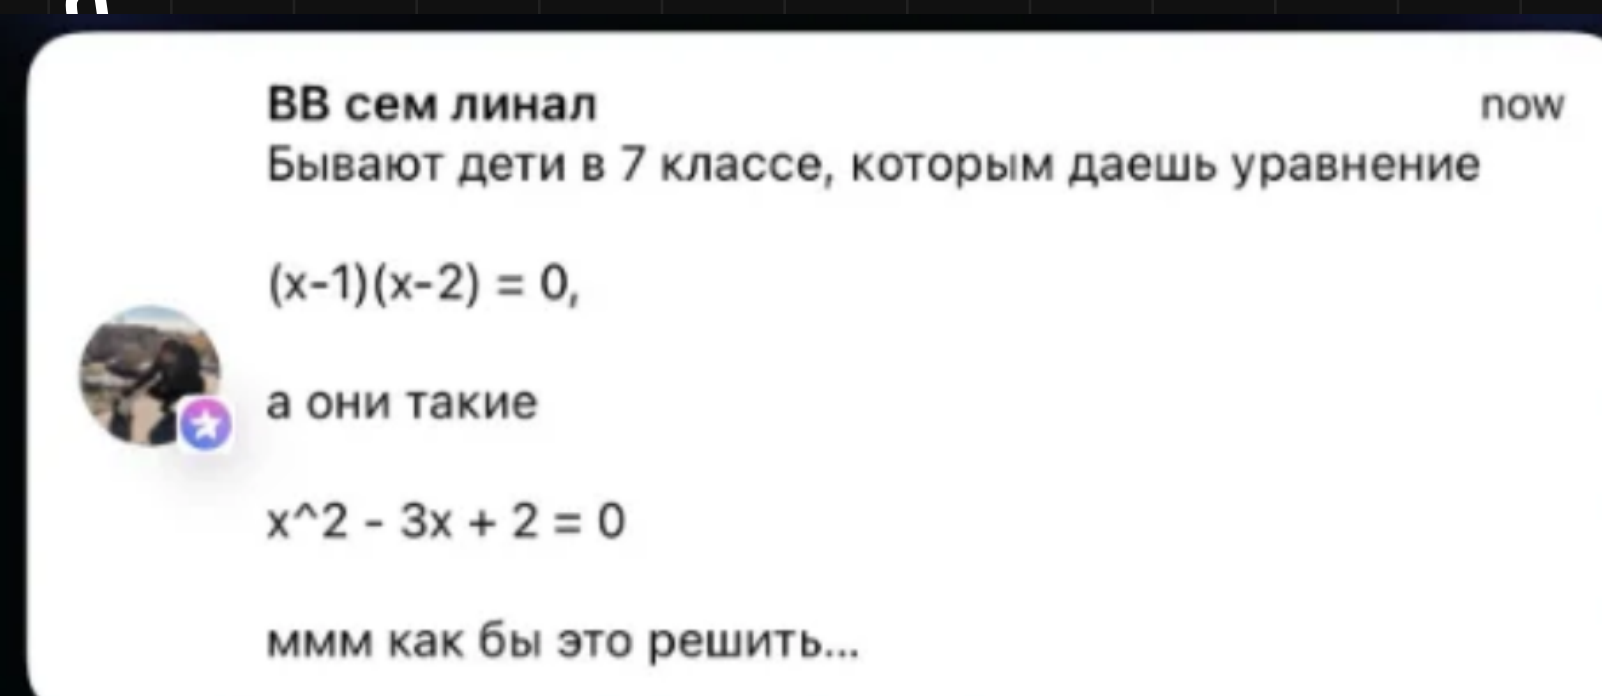 ВВ сем линал
now
Бывают дети в 7 классе, которым даешь уравнение
(x-1)(x-2) = 0,
а они такие
x^2 - 3x + 2 = 0
ммм как бы это решить...